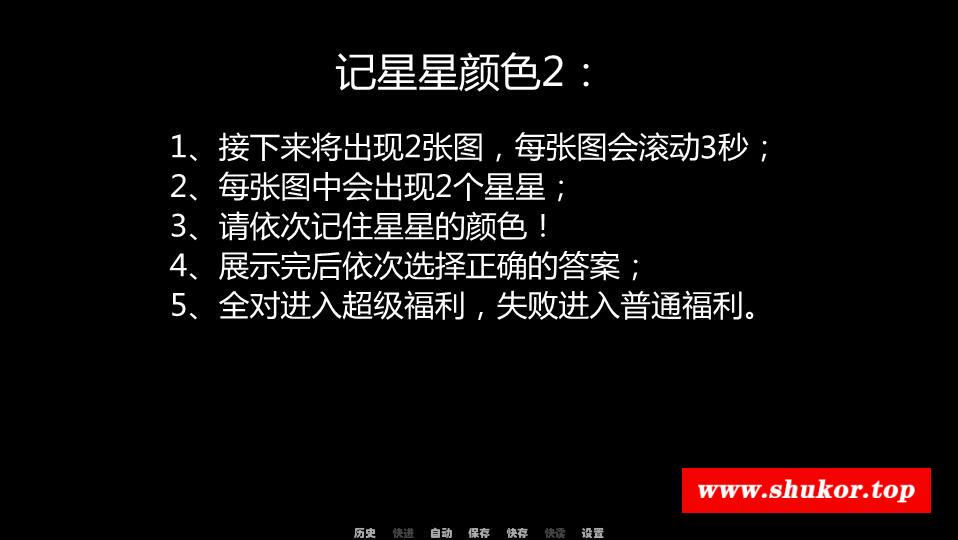 记星星颜色2：
1、接下来将出现2张图，每张图会滚动3秒；
2、每张图中会出现2个星星；
3、请依次记住星星的颜色！
4、展示完后依次选择正确的答案；
5、全对进入超级福利，失败进入普通福利。
www.shukor.top
历史 快进 自动 保存 快存 快读 设置